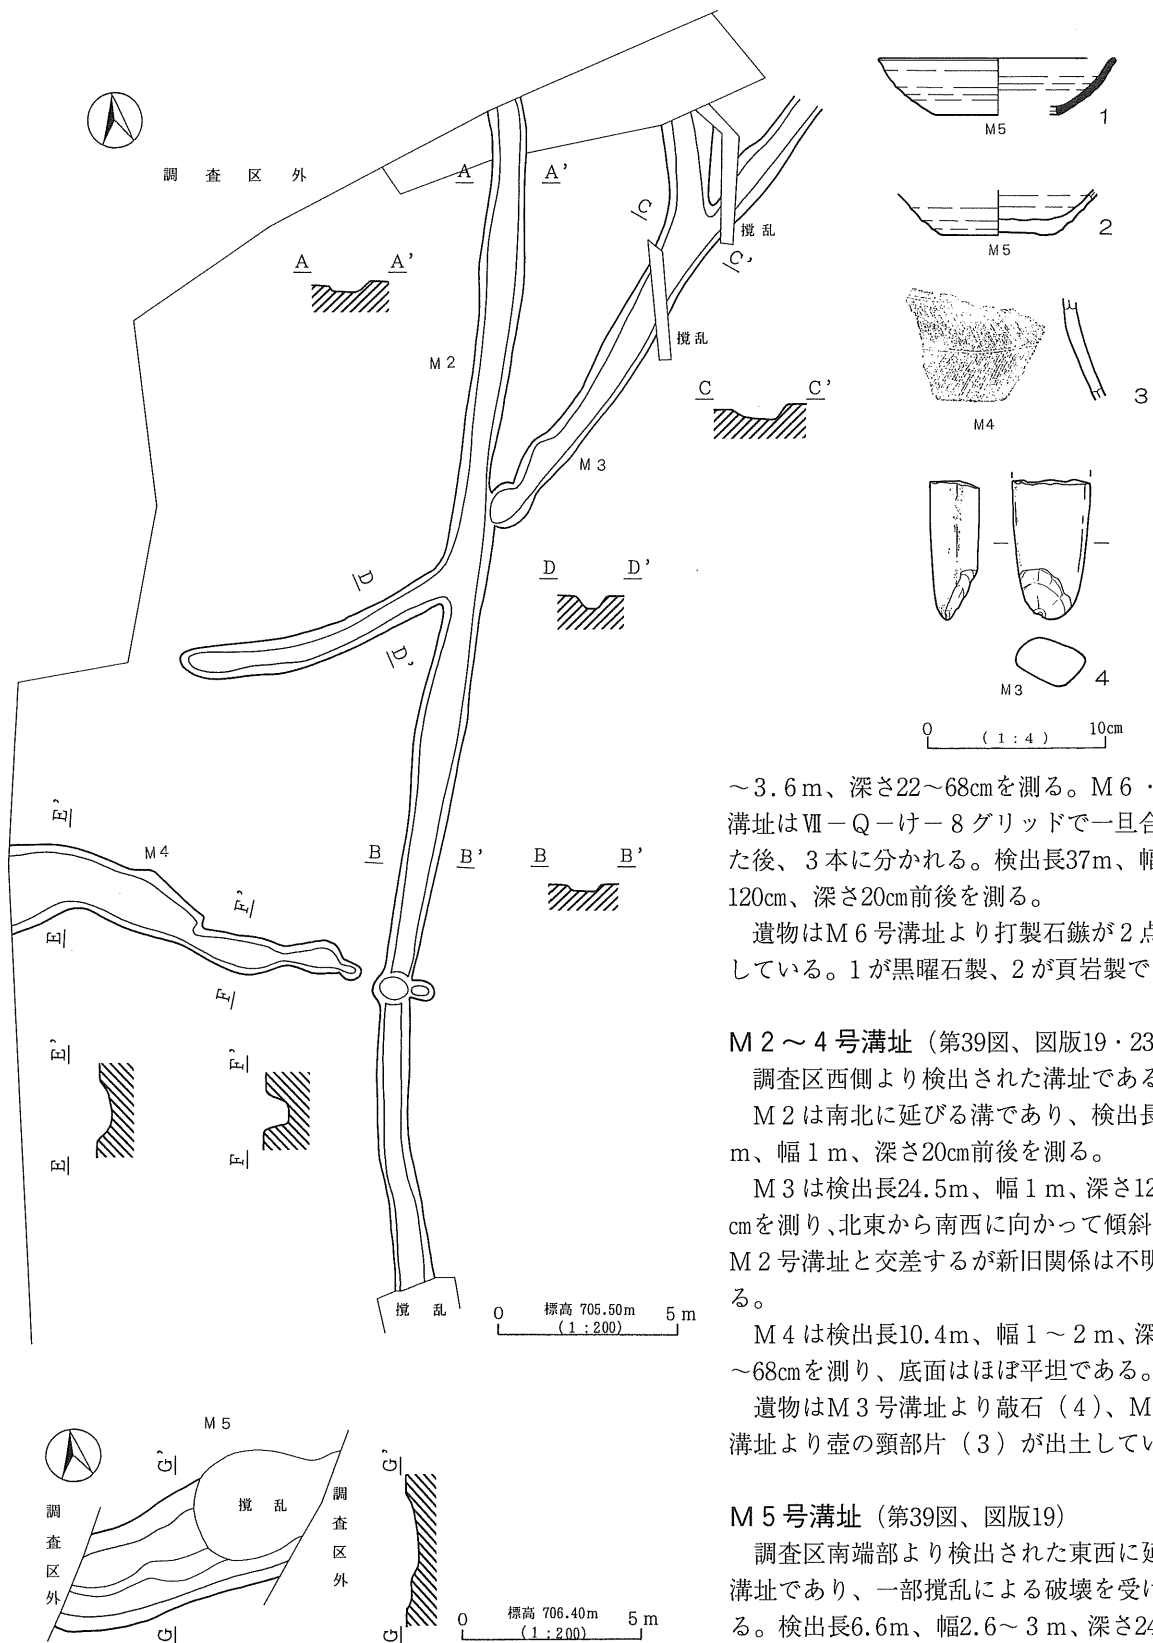 調査区外
A A'
A A'
M2
C
C'
撹乱
撹乱
C C'
M3
D
D'
D D'
E'
M4
E
F'
F
B B'
B B'
E'
E
F'
F
撹乱
0 標高 705.50m 5m
(1:200)
M5
G'
G
撹乱
調査区外
調査区外
G'
G
0 標高 706.40m 5m
(1:200)
M5
1
M5
2
M4
3
M3
4
0 (1:4) 10cm
～3.6m、深さ22～68㎝を測る。M6・
溝址はⅦ－Q－け－8グリッドで一旦合
た後、3本に分かれる。検出長37m、幅
120㎝、深さ20㎝前後を測る。
遺物はM6号溝址より打製石鏃が2点
している。1が黒曜石製、2が頁岩製で
M2～4号溝址（第39図、図版19・23
調査区西側より検出された溝址である
M2は南北に延びる溝であり、検出長
m、幅1m、深さ20㎝前後を測る。
M3は検出長24.5m、幅1m、深さ12
㎝を測り、北東から南西に向かって傾斜
M2号溝址と交差するが新旧関係は不明
る。
M4は検出長10.4m、幅1～2m、深
～68㎝を測り、底面はほぼ平坦である。
遺物はM3号溝址より敲石（4）、M
溝址より壺の頸部片（3）が出土してい
M5号溝址（第39図、図版19）
調査区南端部より検出された東西に延
溝址であり、一部撹乱による破壊を受け
る。検出長6.6m、幅2.6～3m、深さ24